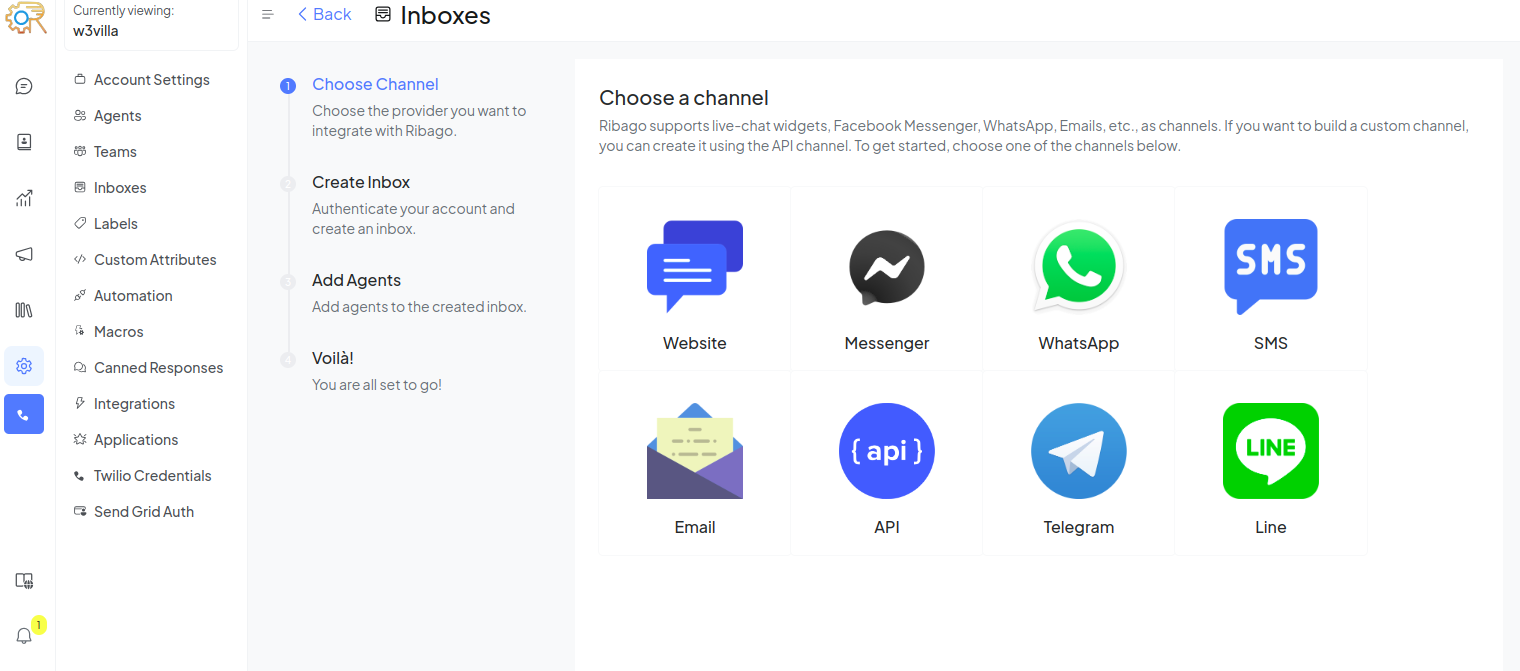 Currently viewing:
w3villa
Account Settings
Agents
Teams
Inboxes
Labels
Custom Attributes
Automation
Macros
Canned Responses
Integrations
Applications
Twilio Credentials
Send Grid Auth
1
Back
Inboxes
1 Choose Channel
Choose the provider you want to
integrate with Ribago.
2 Create Inbox
Authenticate your account and
create an inbox.
3 Add Agents
Add agents to the created inbox.
4 Voilà!
You are all set to go!
Choose a channel
Ribago supports live-chat widgets, Facebook Messenger, WhatsApp, Emails, etc., as channels. If you want to build a custom channel,
you can create it using the API channel. To get started, choose one of the channels below.
SMS
Website Messenger WhatsApp SMS
{ api } LINE
Email API Telegram Line